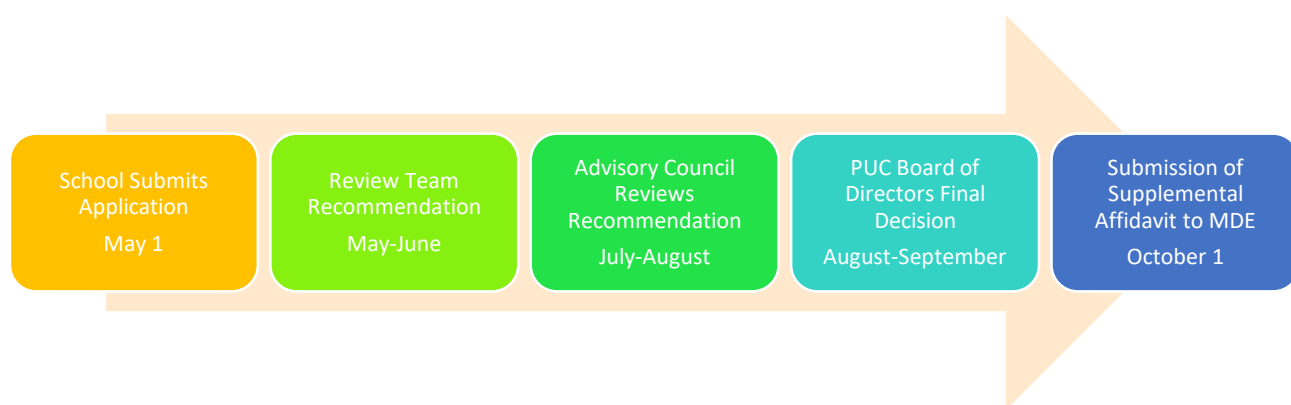 School Submits
Application
May 1
Review Team
Recommendation
May-June
Advisory Council
Reviews
Recommendation
July-August
PUC Board of
Directors Final
Decision
August-September
Submission of
Supplemental
Affidavit to MDE
October 1